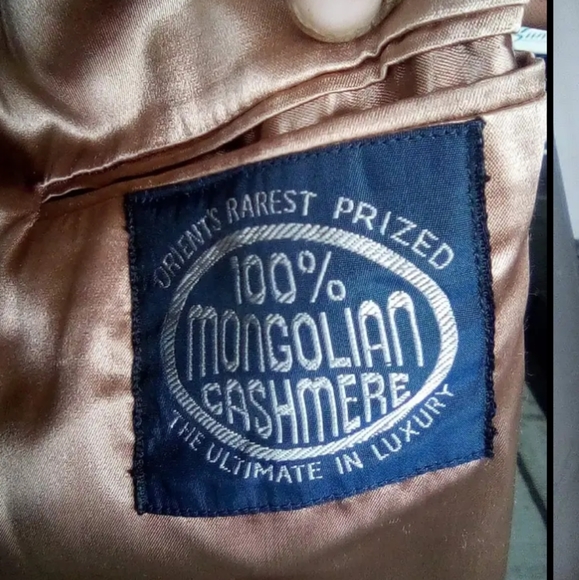 ORIENT'S RAREST PRIZED
100%
MONGOLIAN
CASHMERE
THE ULTIMATE IN LUXURY